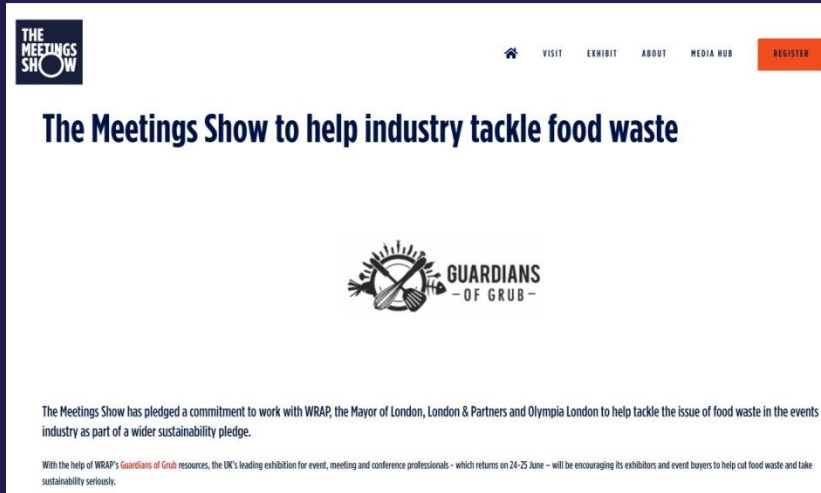 THE
MEETINGS
SHOW
VISIT EXHIBIT ABOUT MEDIA HUB REGISTER
The Meetings Show to help industry tackle food waste
GUARDIANS
– OF GRUB –
The Meetings Show has pledged a commitment to work with WRAP, the Mayor of London, London & Partners and Olympia London to help tackle the issue of food waste in the events
industry as part of a wider sustainability pledge.
With the help of WRAP's Guardians of Grub resources, the UK's leading exhibition for event, meeting and conference professionals - which returns on 24-25 June – will be encouraging its exhibitors and event buyers to help cut food waste and take
sustainability seriously.